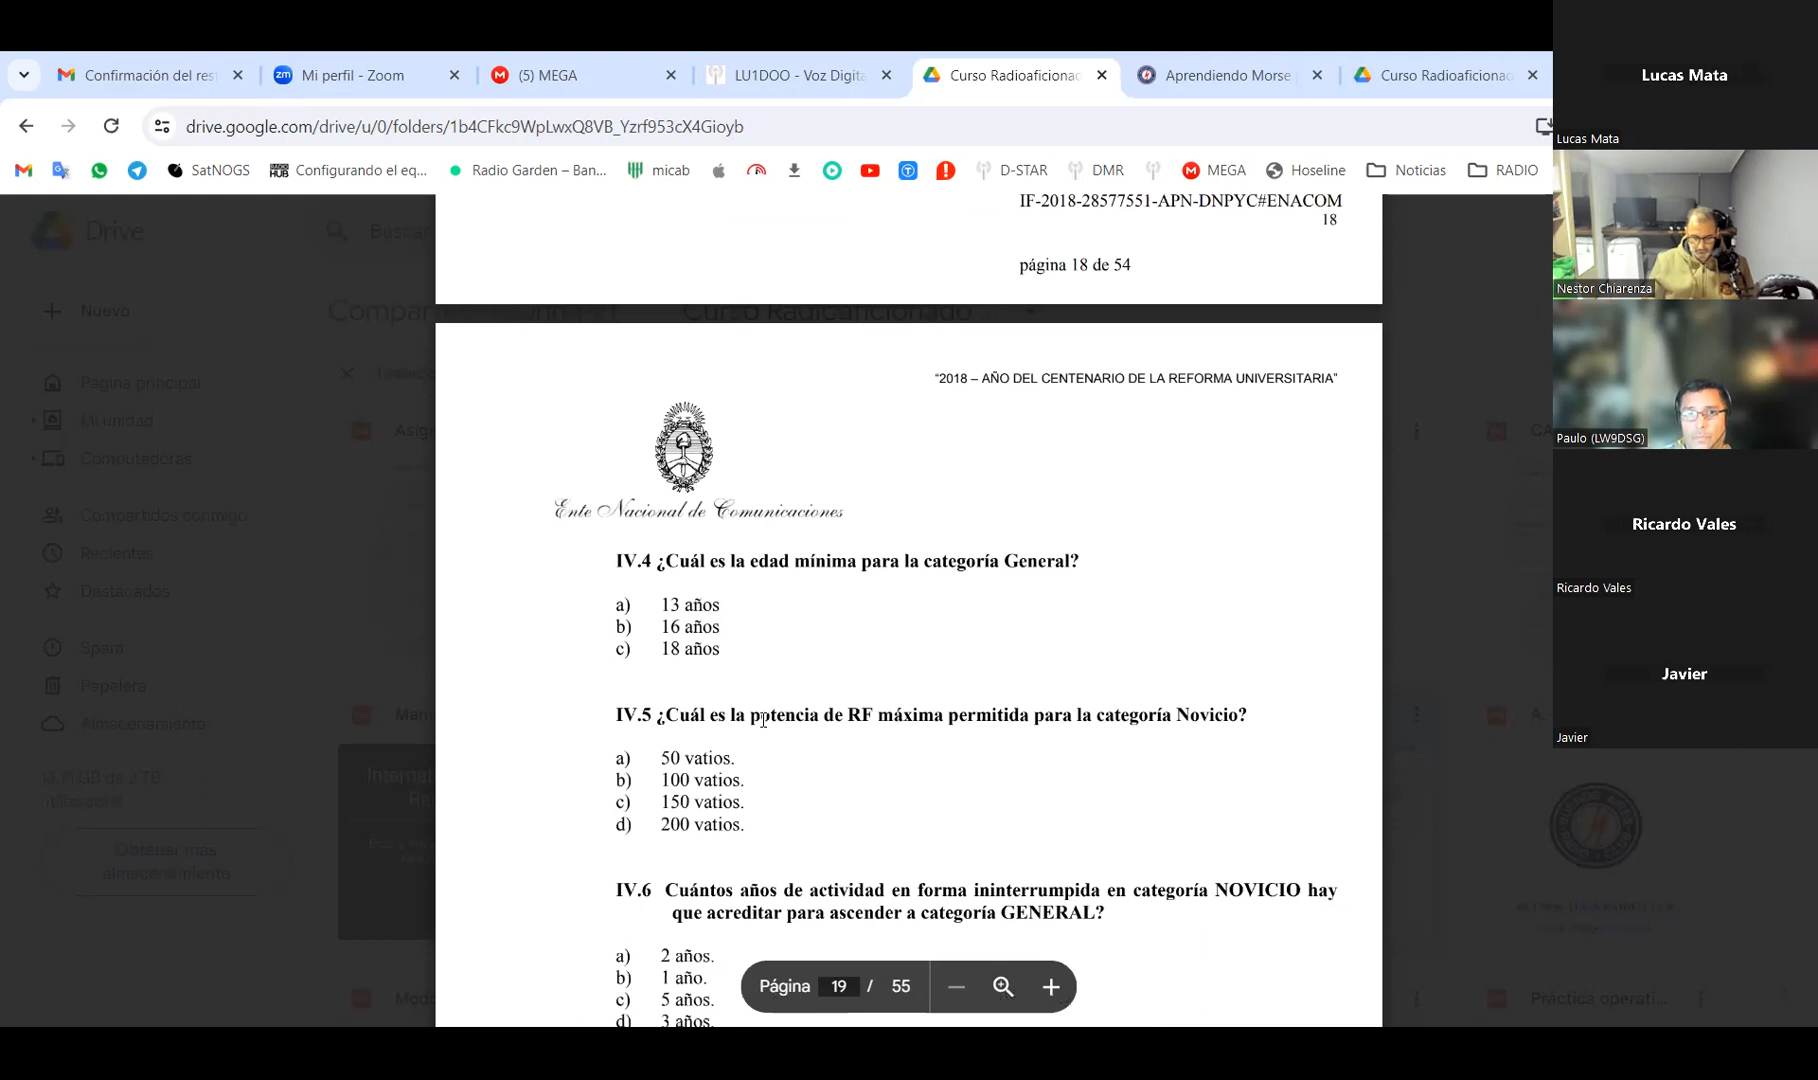 Confirmación del res
Mi perfil - Zoom
(5) MEGA
LU1DOO - Voz Digita
Curso Radioaficionac
Aprendiendo Morse
Curso Radioaficionac
drive.google.com/drive/u/0/folders/1b4CFkc9WpLwxQ8VB_Yzrf953cX4Gioyb
SatNOGS
Configurando el eq...
Radio Garden – Ban...
micab
D-STAR
DMR
MEGA
Hoseline
Noticias
RADIO
Drive
Buscar
Nuevo
Página principal
Mi unidad
Computadoras
Compartidos conmigo
Recientes
Destacados
Spam
Papelera
Almacenamiento
Obtener más
almacenamiento
Curso Radioaficionado ...
Práctica operati...
IF-2018-28577551-APN-DNPYC#ENACOM
18
página 18 de 54
“2018 – AÑO DEL CENTENARIO DE LA REFORMA UNIVERSITARIA”
Ente Nacional de Comunicaciones
IV.4 ¿Cuál es la edad mínima para la categoría General?
a) 13 años
b) 16 años
c) 18 años
IV.5 ¿Cuál es la potencia de RF máxima permitida para la categoría Novicio?
a) 50 vatios.
b) 100 vatios.
c) 150 vatios.
d) 200 vatios.
IV.6 Cuántos años de actividad en forma ininterrumpida en categoría NOVICIO hay
que acreditar para ascender a categoría GENERAL?
a) 2 años.
b) 1 año.
c) 5 años.
d) 3 años.
Página 19 / 55
Lucas Mata
Lucas Mata
Nestor Chiarenza
Paulo (LW9DSG)
Ricardo Vales
Ricardo Vales
Javier
Javier